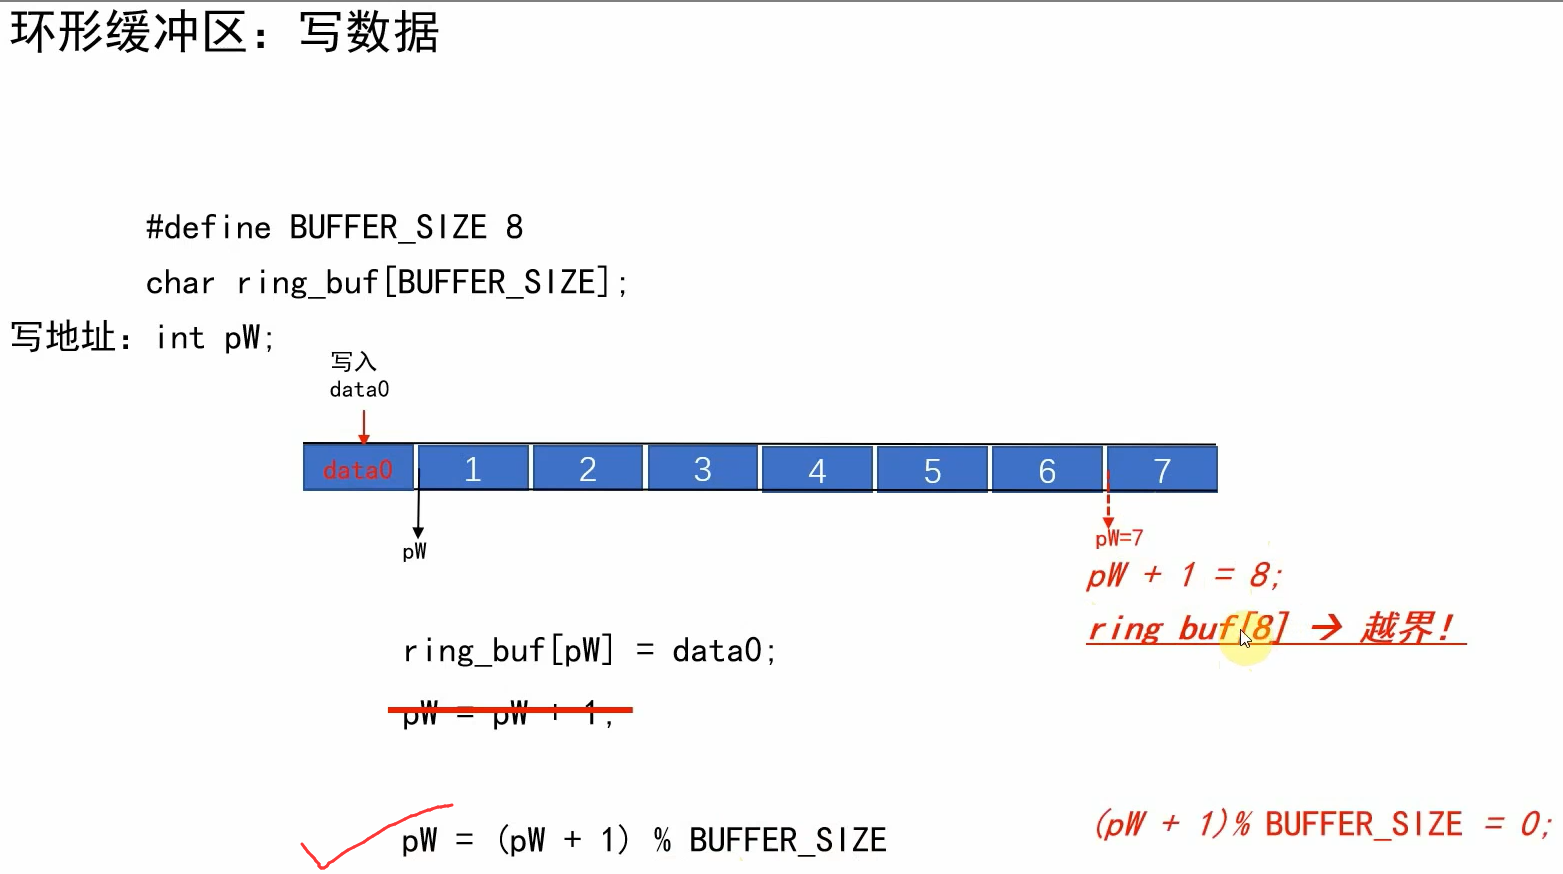 环形缓冲区：写数据
#define BUFFER_SIZE 8
char ring_buf[BUFFER_SIZE];
写地址：int pW;
写入
data0
data0 1 2 3 4 5 6 7
pW
pW=7
pW + 1 = 8;
ring buf[8] → 越界！
ring_buf[pW] = data0;
pW = pW + 1;
pW = (pW + 1) % BUFFER_SIZE
(pW + 1)% BUFFER_SIZE = 0;